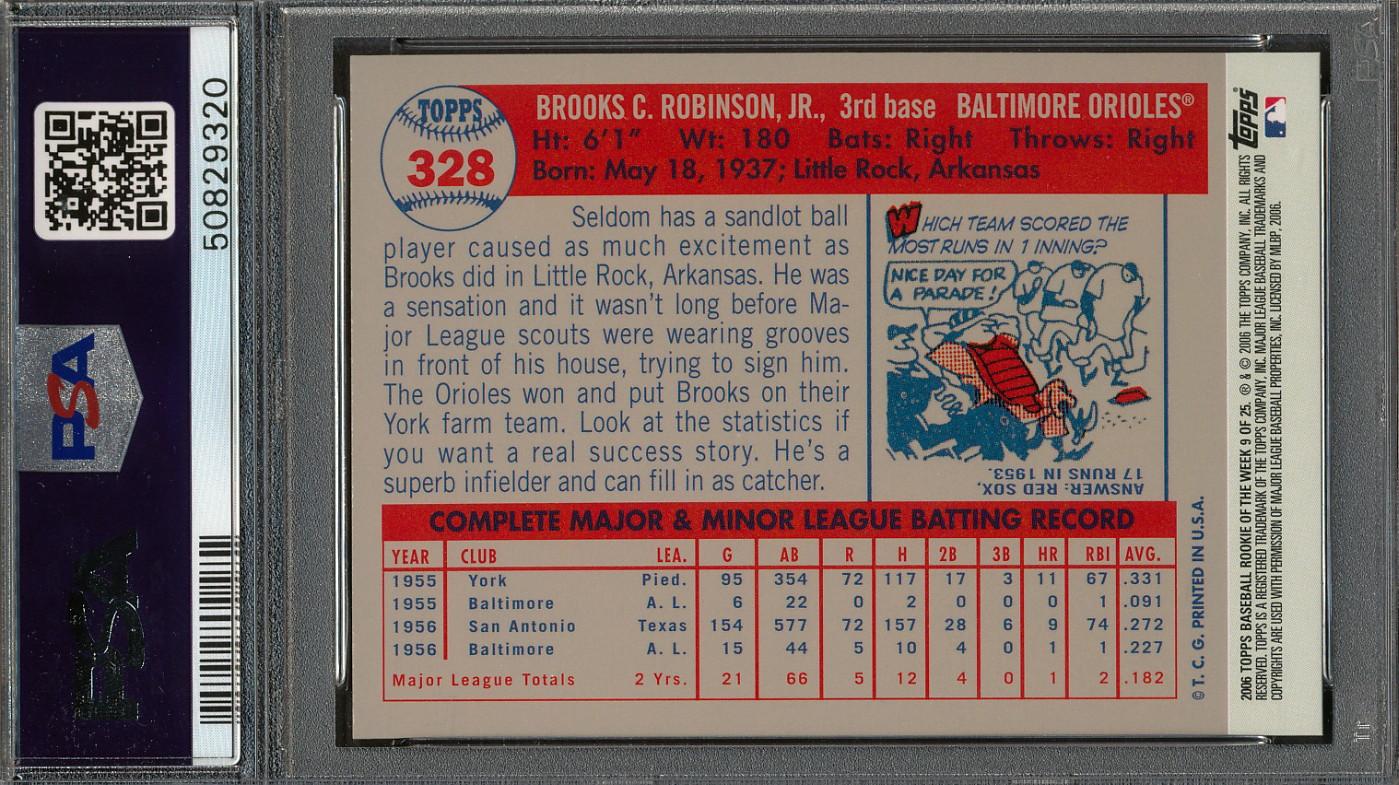 50829320
PSA
PSA
TOPPS
328
BROOKS C. ROBINSON, JR., 3rd base BALTIMORE ORIOLES®
Ht: 6'1" Wt: 180 Bats: Right Throws: Right
Born: May 18, 1937; Little Rock, Arkansas
Seldom has a sandlot ball
player caused as much excitement as
Brooks did in Little Rock, Arkansas. He was
a sensation and it wasn't long before Ma-
jor League scouts were wearing grooves
in front of his house, trying to sign him.
The Orioles won and put Brooks on their
York farm team. Look at the statistics if
you want a real success story. He's a
superb infielder and can fill in as catcher.
WHICH TEAM SCORED THE
MOST RUNS IN 1 INNING?
NICE DAY FOR
A PARADE!
ANSWER: RED SOX,
17 RUNS IN 1953.
COMPLETE MAJOR & MINOR LEAGUE BATTING RECORD
YEAR CLUB LEA. G AB R H 2B 3B HR RBI AVG.
1955 York Pied. 95 354 72 117 17 3 11 67 .331
1955 Baltimore A. L. 6 22 0 2 0 0 0 1 .091
1956 San Antonio Texas 154 577 72 157 28 6 9 74 .272
1956 Baltimore A. L. 15 44 5 10 4 0 1 1 .227
Major League Totals 2 Yrs. 21 66 5 12 4 0 1 2 .182
© T. C. G. PRINTED IN U.S.A.
topps®
2006 TOPPS BASEBALL ROOKIE OF THE WEEK 9 OF 25 ® & © 2006 THE TOPPS COMPANY, INC. ALL RIGHTS
RESERVED. TOPPS IS A REGISTERED TRADEMARK OF THE TOPPS COMPANY, INC. MAJOR LEAGUE BASEBALL TRADEMARKS AND
COPYRIGHTS ARE USED WITH PERMISSION OF MAJOR LEAGUE BASEBALL PROPERTIES, INC. LICENSED BY MLBP, 2006.
PSA